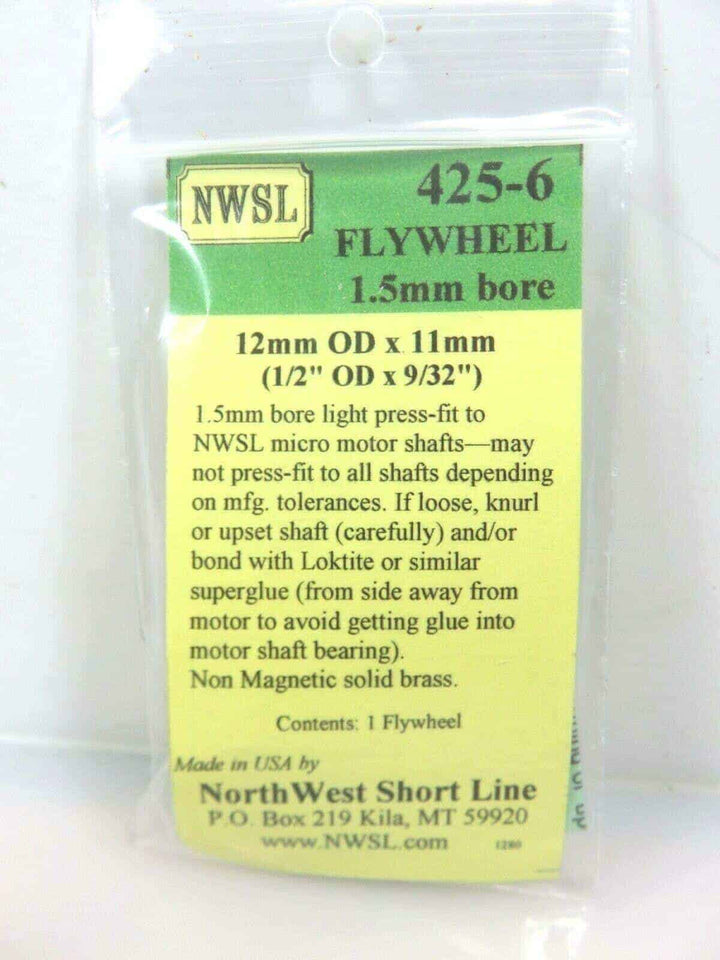 NWSL
425-6
FLYWHEEL
1.5mm bore
12mm OD x 11mm
(1/2" OD x 9/32")
1.5mm bore light press-fit to
NWSL micro motor shafts—may
not press-fit to all shafts depending
on mfg. tolerances. If loose, knurl
or upset shaft (carefully) and/or
bond with Loktite or similar
superglue (from side away from
motor to avoid getting glue into
motor shaft bearing).
Non Magnetic solid brass.
Contents: 1 Flywheel
Made in USA by
NorthWest Short Line
P.O. Box 219 Kila, MT 59920
www.NWSL.com
1280